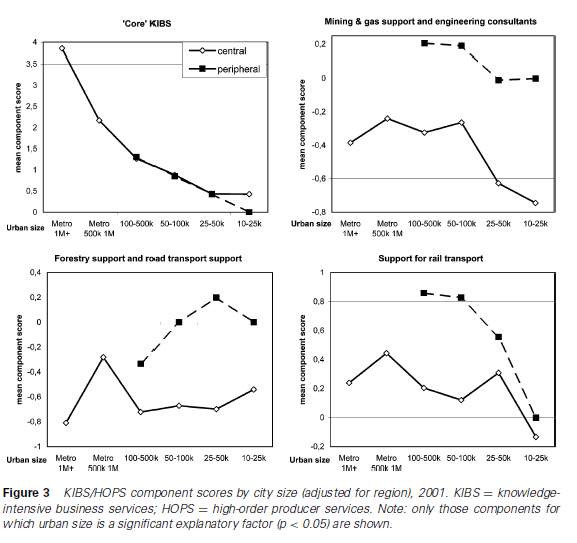 'Core' KIBS
mean component score
4
3,5
3
2,5
2
1,5
1
0,5
0
central
peripheral
Urban size
Metro 1M+
Metro 500k 1M
100-500k
50-100k
25-50k
10-25k
Mining & gas support and engineering consultants
mean component score
0,2
0
-0,2
-0,4
-0,6
-0,8
Urban size
Metro 1M+
Metro 500k 1M
100-500k
50-100k
25-50k
10-25k
Forestry support and road transport support
mean component score
0,4
0,2
0
-0,2
-0,4
-0,6
-0,8
-1
Urban size
Metro 1M+
Metro 500k 1M
100-500k
50-100k
25-50k
10-25k
Support for rail transport
mean component score
1
0,8
0,6
0,4
0,2
0
-0,2
Urban size
Metro 1M+
Metro 500k 1M
100-500k
50-100k
25-50k
10-25k
Figure 3 KIBS/HOPS component scores by city size (adjusted for region), 2001. KIBS = knowledge-
intensive business services; HOPS = high-order producer services. Note: only those components for
which urban size is a significant explanatory factor (p < 0.05) are shown.